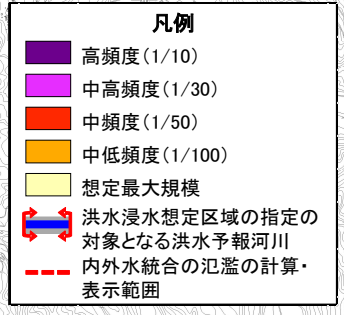 凡例
高頻度(1/10)
中高頻度(1/30)
中頻度(1/50)
中低頻度(1/100)
想定最大規模
洪水浸水想定区域の指定の
対象となる洪水予報河川
内外水統合の氾濫の計算・
表示範囲